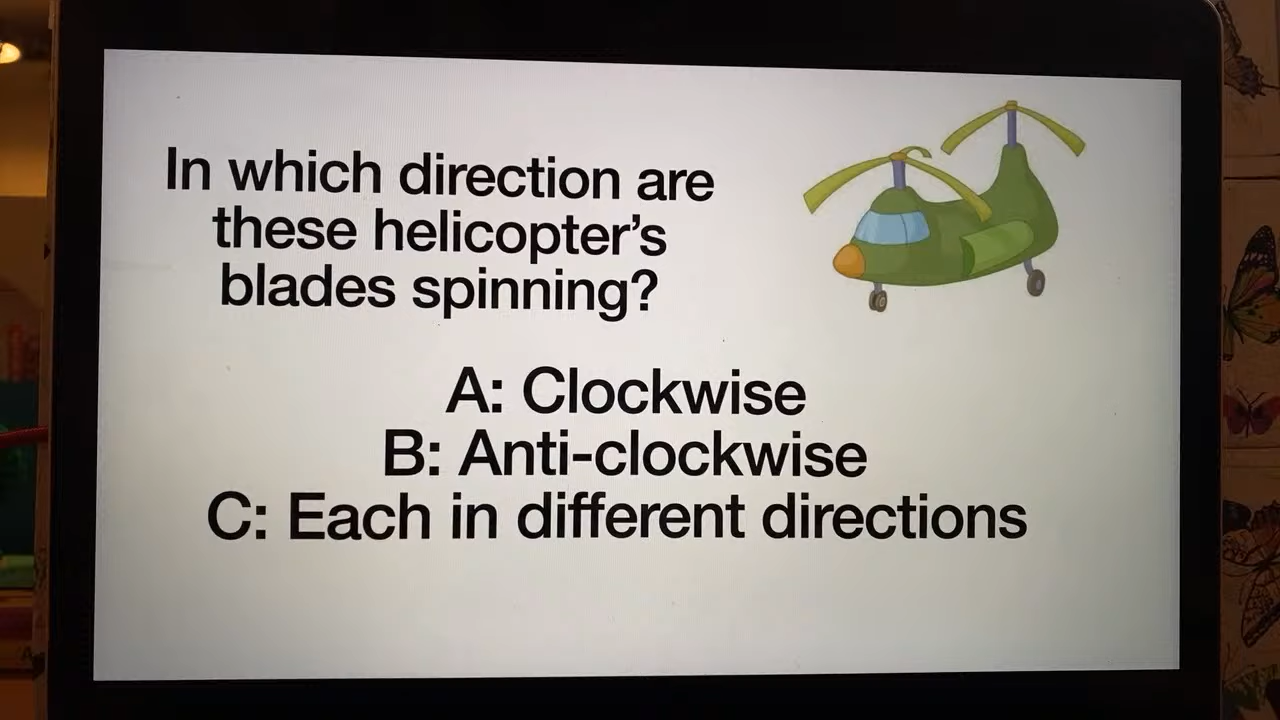 In which direction are
these helicopter's
blades spinning?
A: Clockwise
B: Anti-clockwise
C: Each in different directions